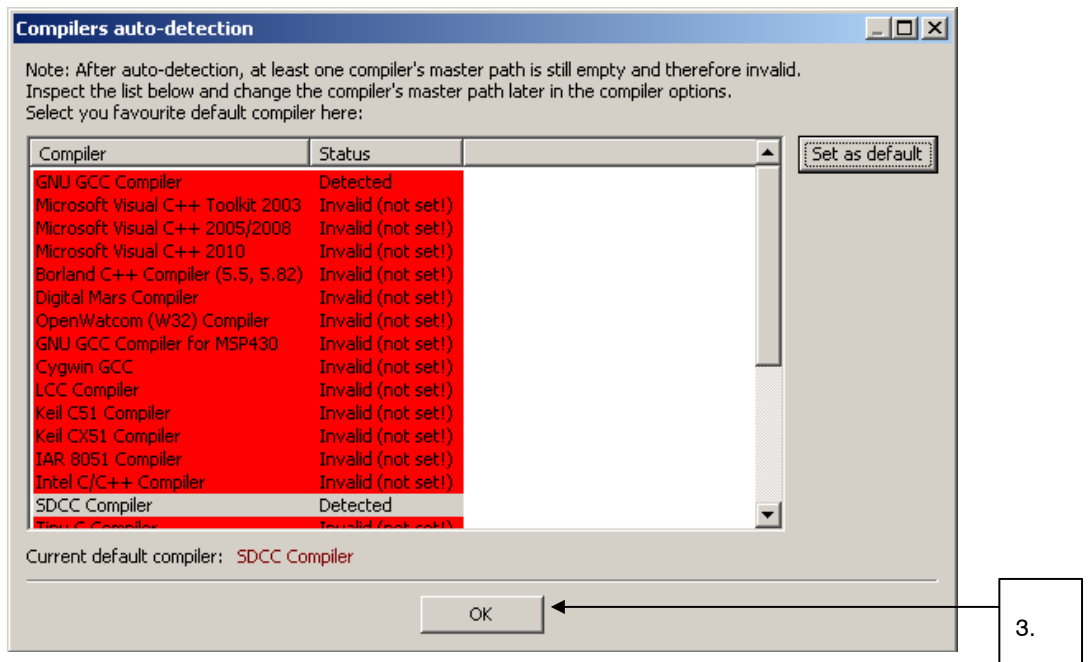 Compilers auto-detection
Note: After auto-detection, at least one compiler's master path is still empty and therefore invalid.
Inspect the list below and change the compiler's master path later in the compiler options.
Select you favourite default compiler here:
Compiler Status
Set as default
GNU GCC Compiler Detected
Microsoft Visual C++ Toolkit 2003 Invalid (not set!)
Microsoft Visual C++ 2005/2008 Invalid (not set!)
Microsoft Visual C++ 2010 Invalid (not set!)
Borland C++ Compiler (5.5, 5.82) Invalid (not set!)
Digital Mars Compiler Invalid (not set!)
OpenWatcom (W32) Compiler Invalid (not set!)
GNU GCC Compiler for MSP430 Invalid (not set!)
Cygwin GCC Invalid (not set!)
LCC Compiler Invalid (not set!)
Keil C51 Compiler Invalid (not set!)
Keil CX51 Compiler Invalid (not set!)
IAR 8051 Compiler Invalid (not set!)
Intel C/C++ Compiler Invalid (not set!)
SDCC Compiler Detected
Tiny C Compiler Invalid (not set!)
Current default compiler: SDCC Compiler
OK
3.